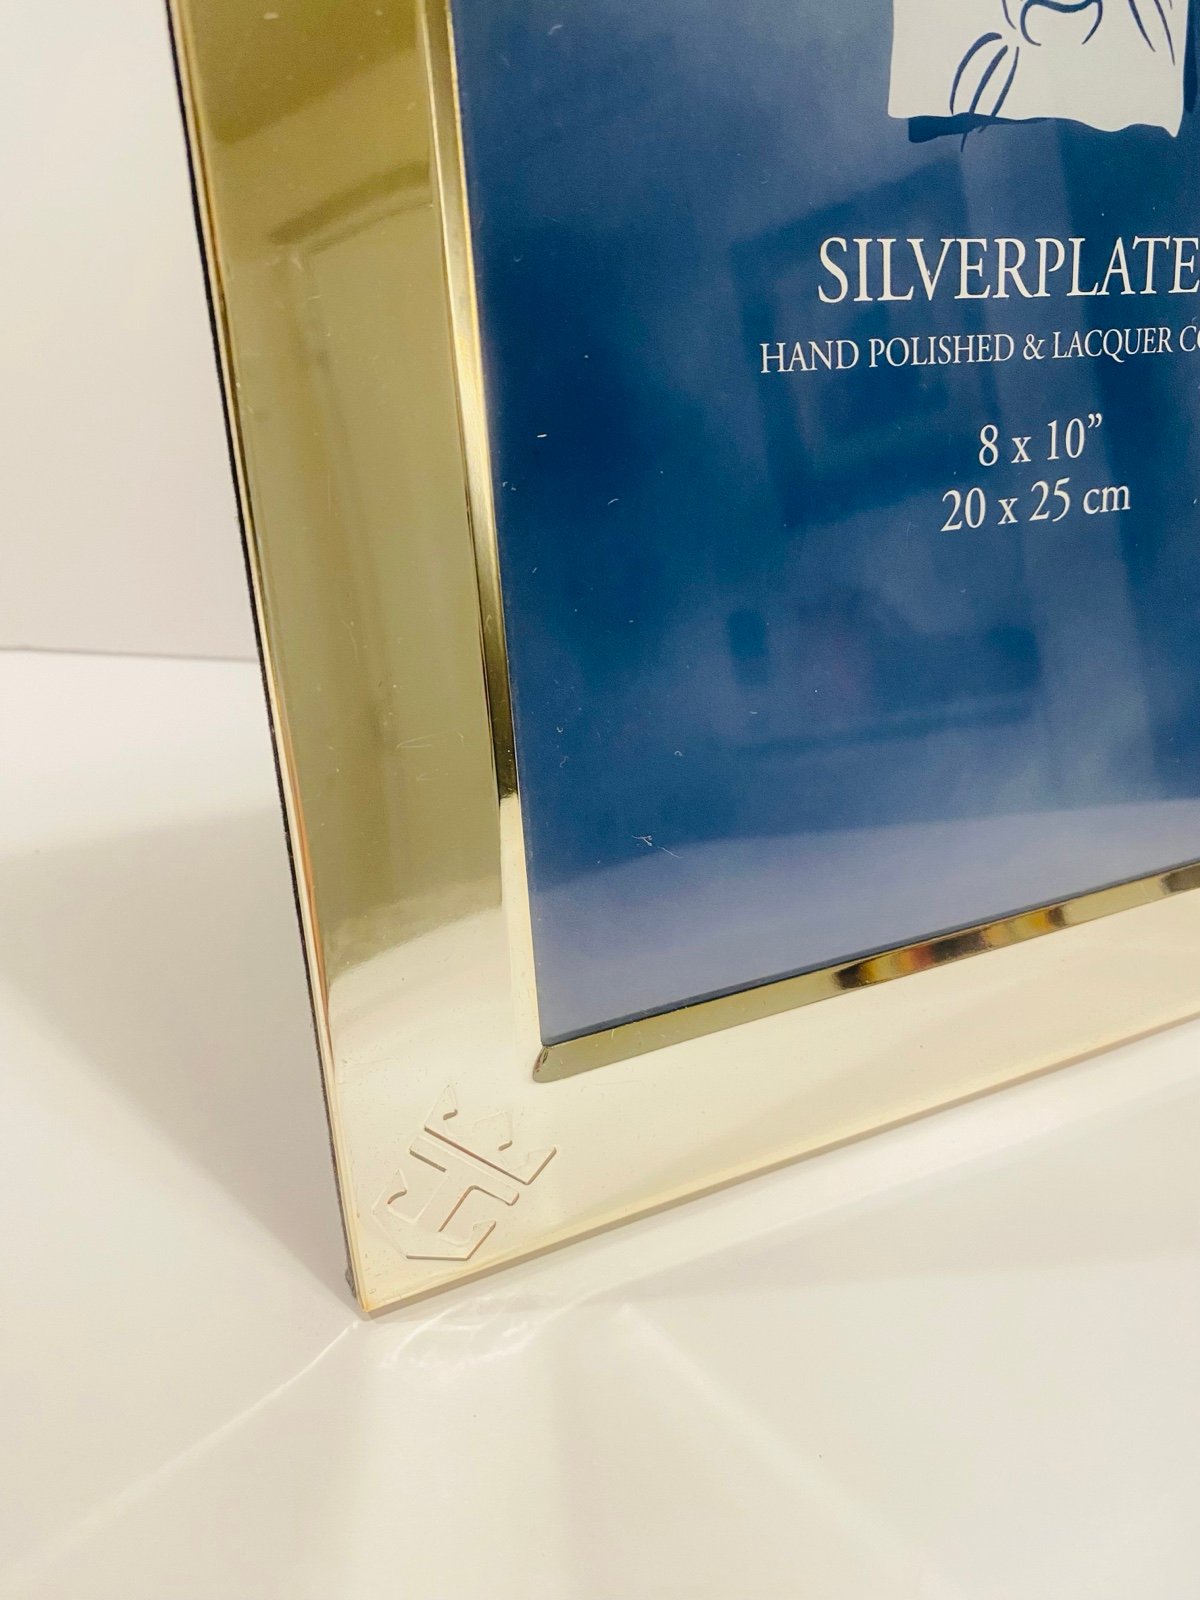 SILVERPLATE
HAND POLISHED & LACQUER
8 x 10”
20 x 25 cm